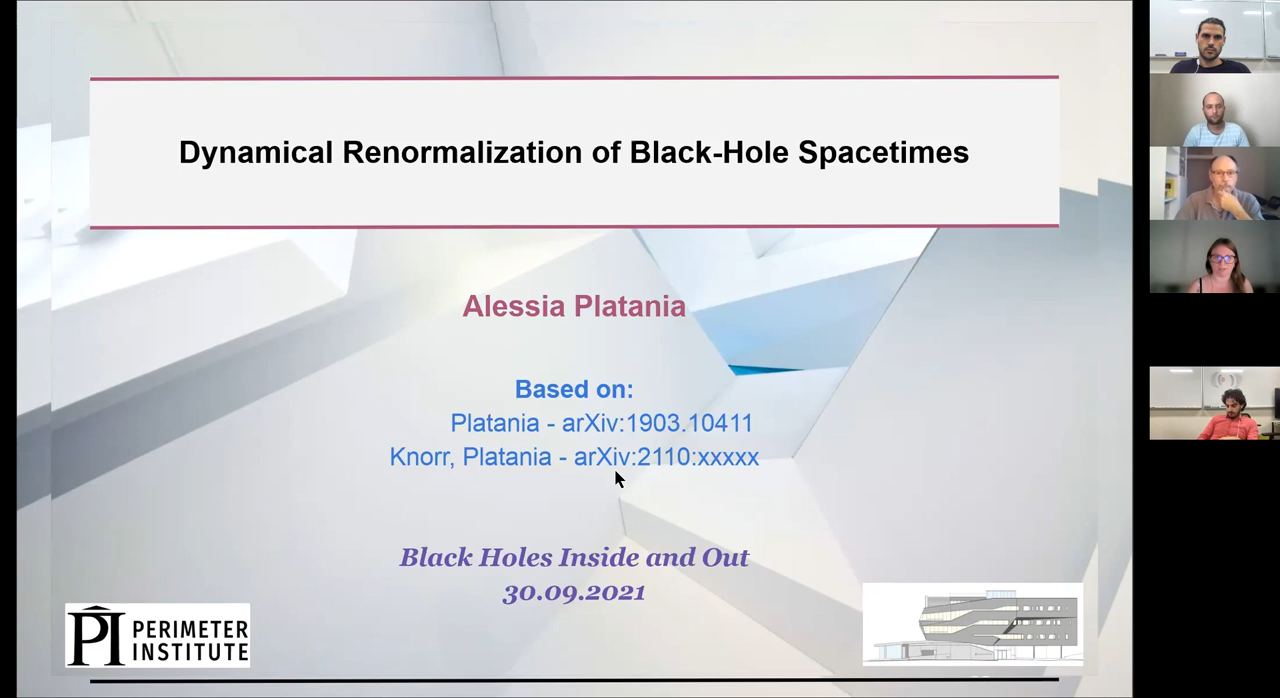 Dynamical Renormalization of Black-Hole Spacetimes
Alessia Platania
Based on:
Platania - arXiv:1903.10411
Knorr, Platania - arXiv:2110:xxxxx
Black Holes Inside and Out
30.09.2021
PI PERIMETER
INSTITUTE